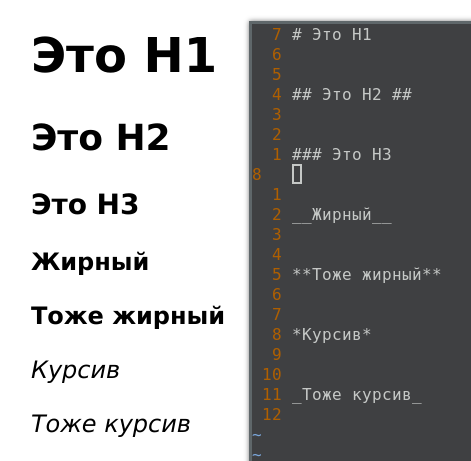 Это H1
Это H2
Это H3
Жирный
Тоже жирный
Курсив
Тоже курсив
7 # Это H1
6
5
4 ## Это H2 ##
3
2
1 ### Это H3
8
1
2 __Жирный__
3
4
5 **Тоже жирный**
6
7
8 *Курсив*
9
10
11 _Тоже курсив_
12
~
~